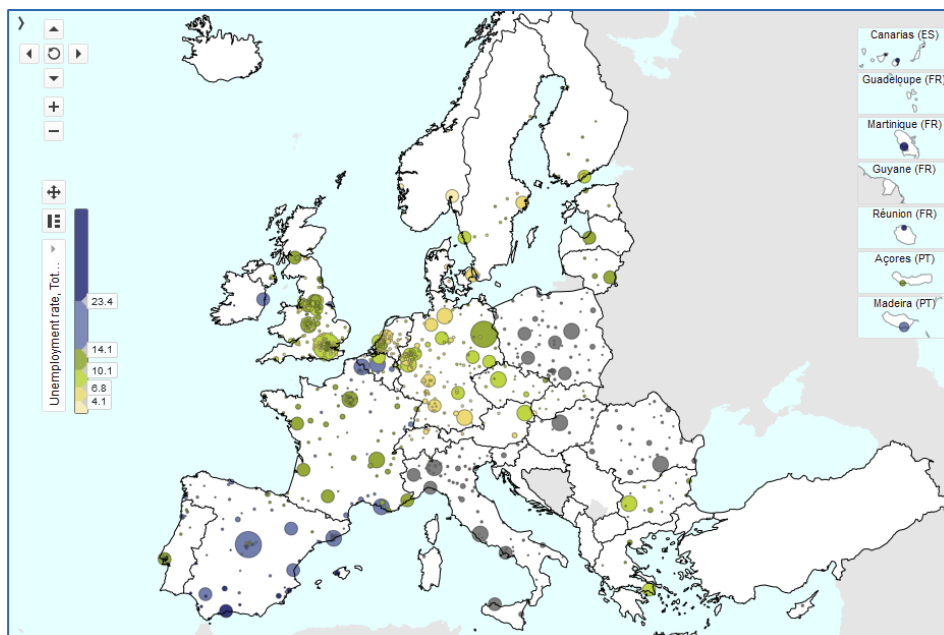 Canarias (ES)
Guadeloupe (FR)
Martinique (FR)
Guyane (FR)
Réunion (FR)
Açores (PT)
Madeira (PT)
Unemployment rate, Tot...
23.4
14.1
10.1
6.8
4.1